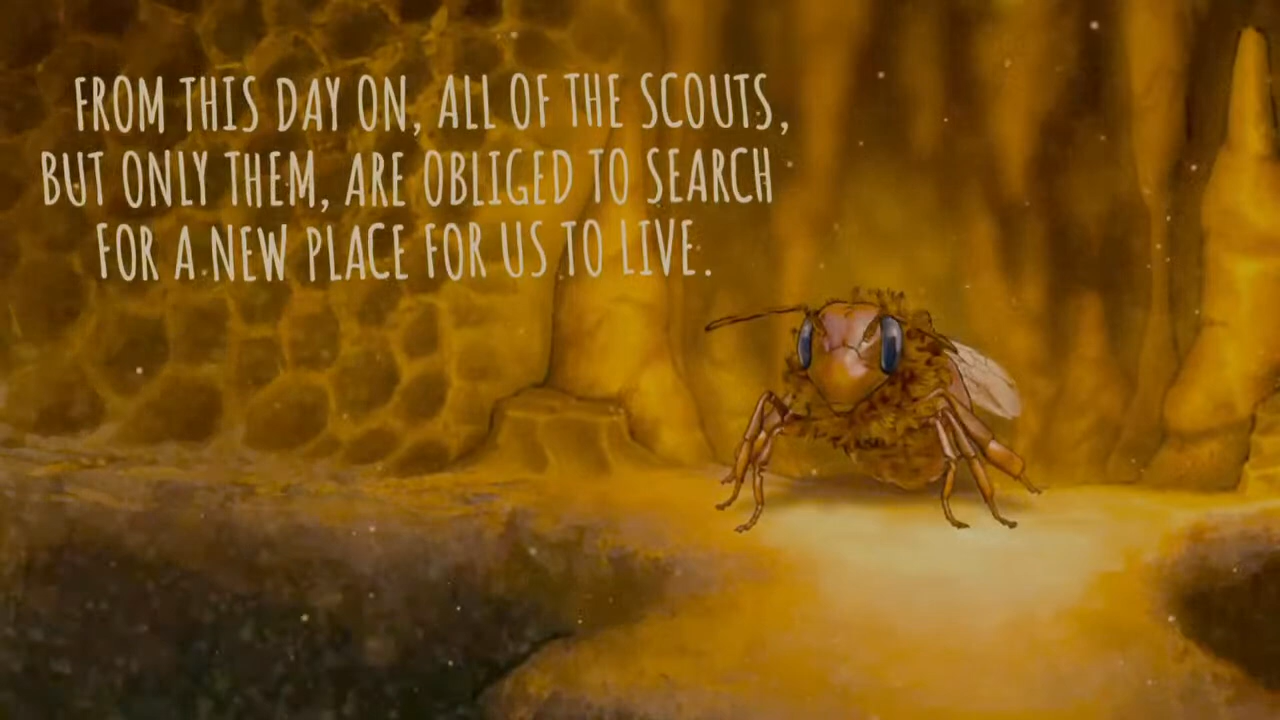 FROM THIS DAY ON, ALL OF THE SCOUTS,
BUT ONLY THEM, ARE OBLIGED TO SEARCH
FOR A NEW PLACE FOR US TO LIVE.